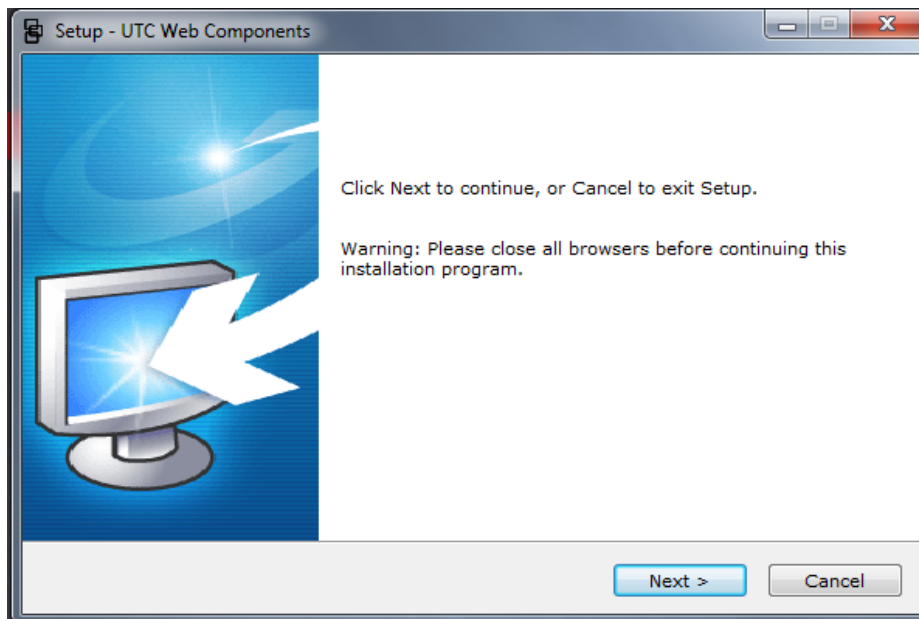 Setup - UTC Web Components
Click Next to continue, or Cancel to exit Setup.
Warning: Please close all browsers before continuing this
installation program.
Next >
Cancel